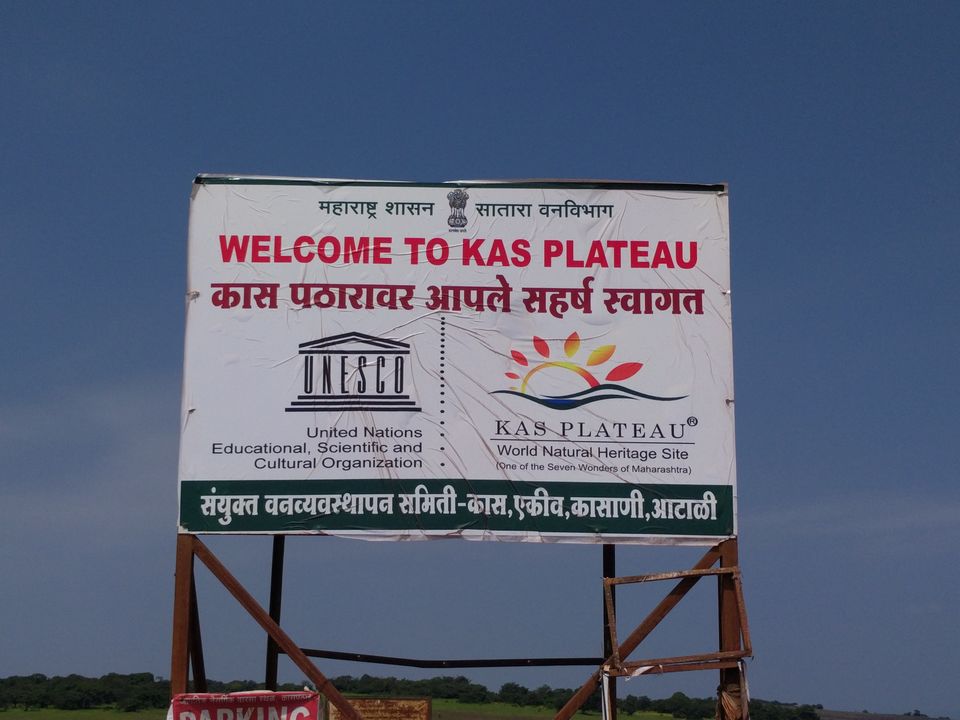 महाराष्ट्र शासन सातारा वनविभाग
WELCOME TO KAS PLATEAU
कास पठारावर आपले सहर्ष स्वागत
UNESCO
United Nations
Educational, Scientific and
Cultural Organization
KAS PLATEAU®
World Natural Heritage Site
(One of the Seven Wonders of Maharashtra)
संयुक्त वनव्यवस्थापन समिती-कास,एकीव,कासाणी,आटाळी
PARKING